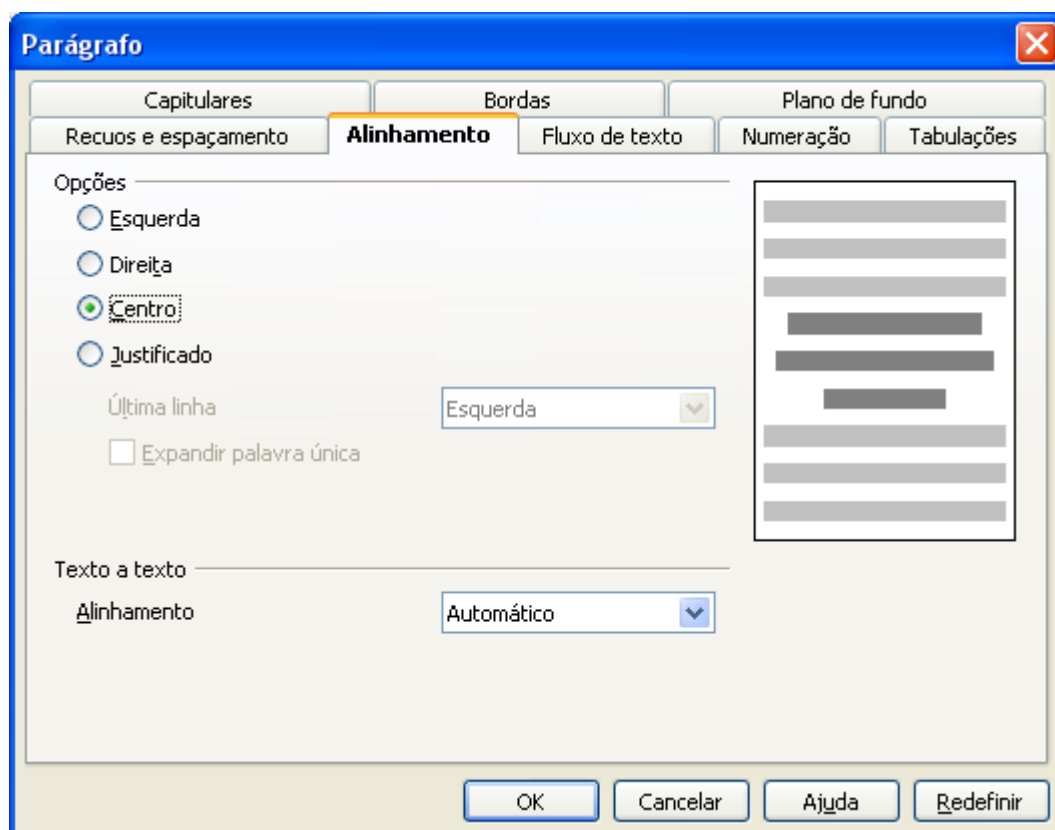 Parágrafo
Capitulares Bordas Plano de fundo
Recuos e espaçamento Alinhamento Fluxo de texto Numeração Tabulações
Opções
Esquerda
Direita
Centro
Justificado
Última linha Esquerda
Expandir palavra única
Texto a texto
Alinhamento Automático
OK Cancelar Ajuda Redefinir